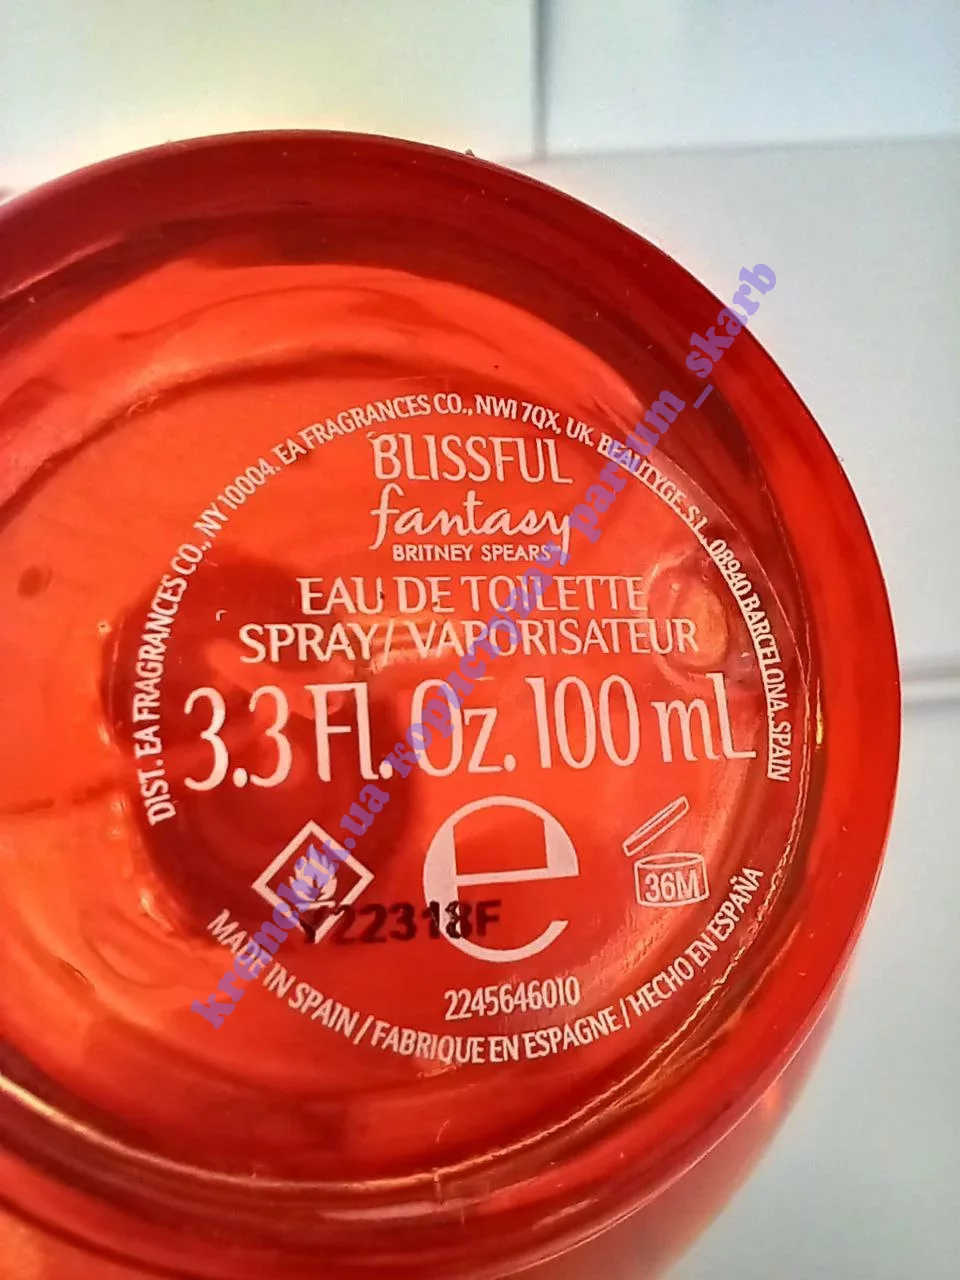 DIST. EA FRAGRANCES CO., NY 10004. EA FRAGRANCES CO., NW1 7QX, UK. BEAUTYGE, S.L., 08940 BARCELONA. SPAIN
BLISSFUL
fantasy
BRITNEY SPEARS
EAU DE TOILETTE
SPRAY / VAPORISATEUR
3.3 Fl. Oz. 100 mL
e
36M
Y22318F
2245646010
MADE IN SPAIN / FABRIQUE EN ESPAGNE / HECHO EN ESPAÑA
kremchik.ua користувач parfum_skarb